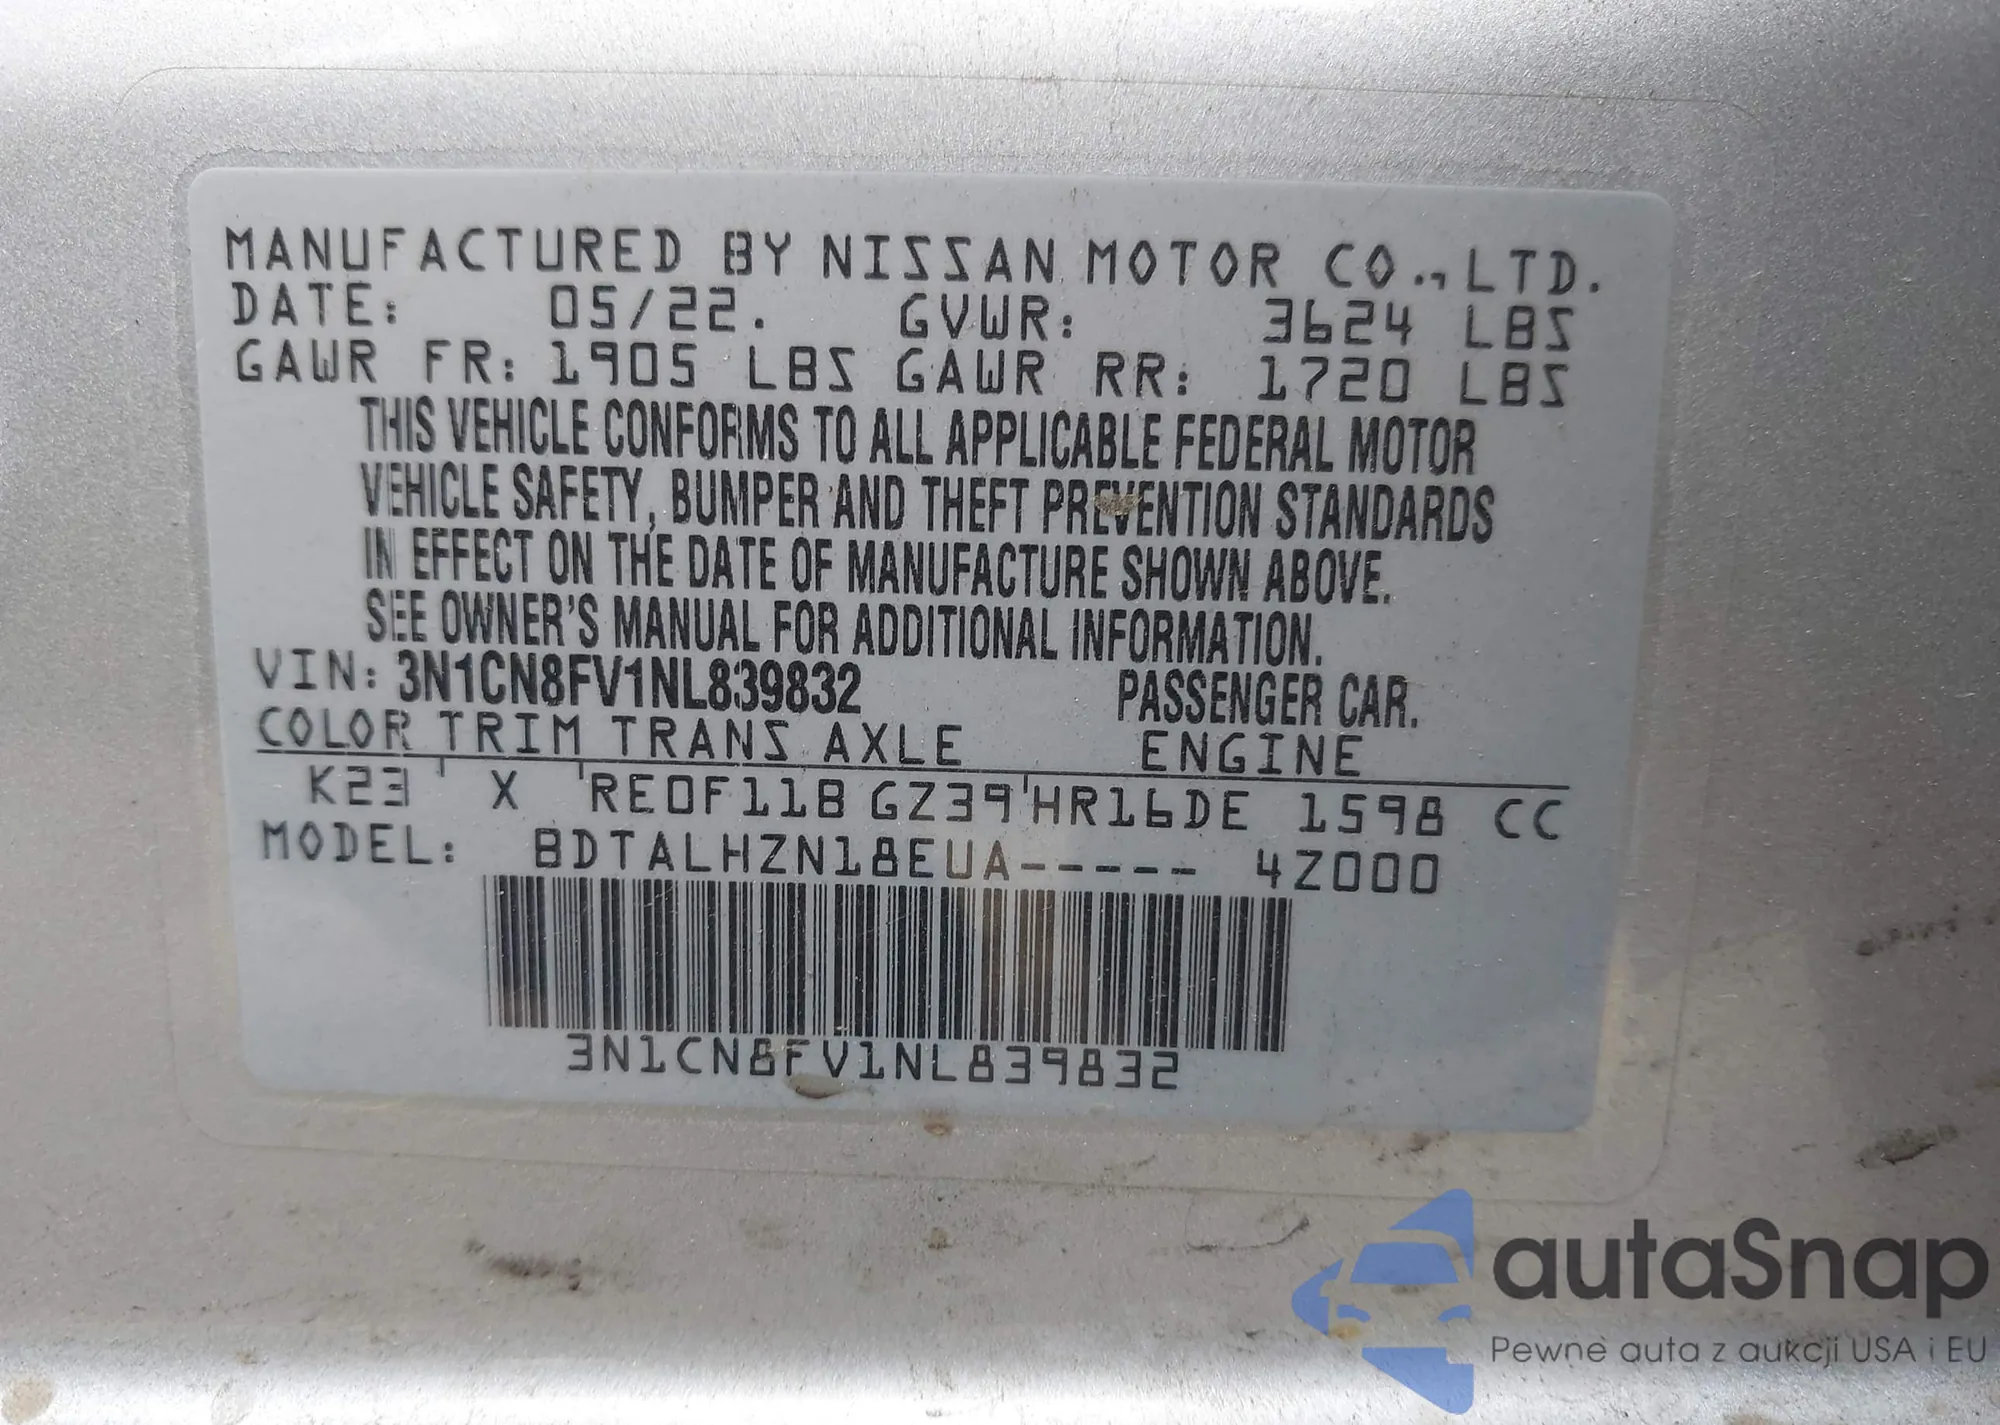 MANUFACTURED BY NISSAN MOTOR CO., LTD.
DATE: 05/22. GVWR: 3624 LBS
GAWR FR: 1905 LBS GAWR RR: 1720 LBS
THIS VEHICLE CONFORMS TO ALL APPLICABLE FEDERAL MOTOR
VEHICLE SAFETY, BUMPER AND THEFT PREVENTION STANDARDS
IN EFFECT ON THE DATE OF MANUFACTURE SHOWN ABOVE.
SEE OWNER'S MANUAL FOR ADDITIONAL INFORMATION.
VIN: 3N1CN8FV1NL839832 PASSENGER CAR.
COLOR TRIM TRANS AXLE ENGINE
K23 ' X 'RE0F11B GZ39'HR16DE 1598 CC
MODEL: BDTALHZN18EUA----- 4Z000
3N1CN8FV1NL839832
autaSnap
Pewne auta z aukcji USA i EU